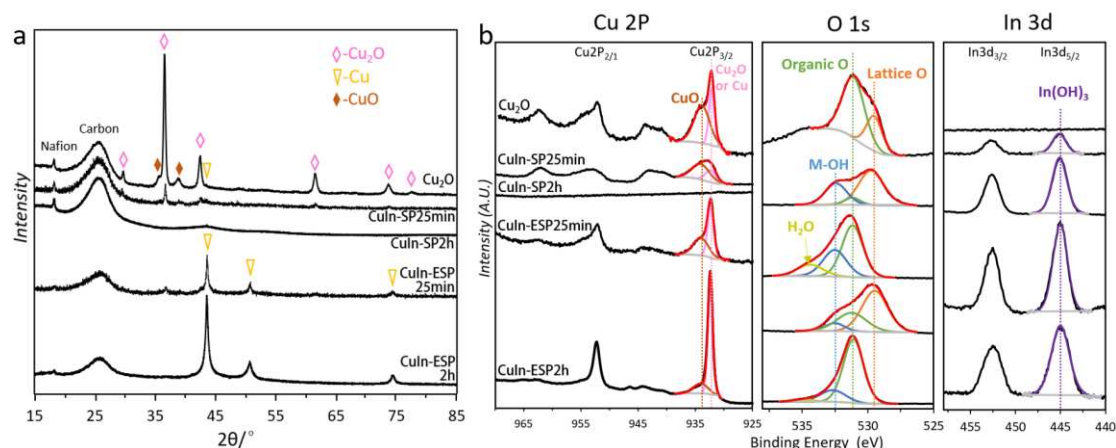 a
◊-Cu₂O
▽-Cu
♦-CuO
Nafion
Carbon
Cu₂O
CuIn-SP25min
CuIn-SP2h
CuIn-ESP
25min
CuIn-ESP
2h
Intensity
15 25 35 45 55 65 75 85
2θ/°
b
Cu 2P
Cu2P₂/₁
Cu2P₃/₂
Cu₂O
or Cu
CuO
Cu₂O
CuIn-SP25min
CuIn-SP2h
CuIn-ESP25min
CuIn-ESP2h
Intensity (A.U.)
965 955 945 935 925
O 1s
Organic O
Lattice O
M-OH
H₂O
535 530 525
In 3d
In3d₃/₂
In3d₅/₂
In(OH)₃
455 450 445 440
Binding Energy (eV)